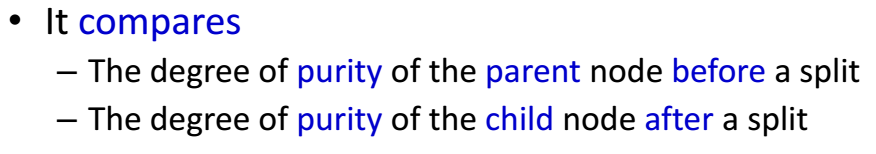 • It compares
– The degree of purity of the parent node before a split
– The degree of purity of the child node after a split